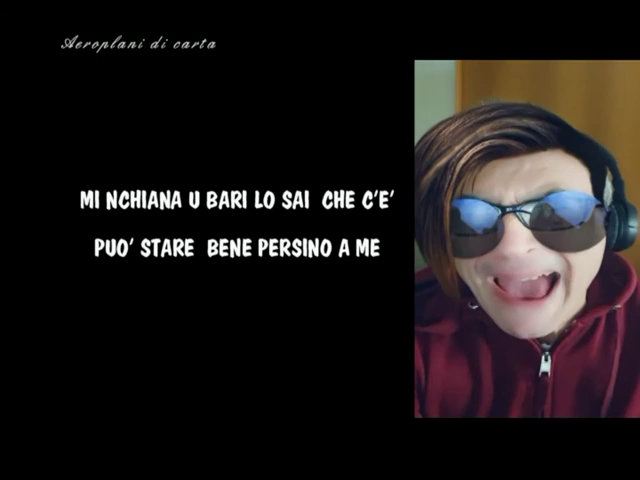 Aeroplani di carta
MI NCHIANA U BARI LO SAI CHE C'E'
PUO' STARE BENE PERSINO A ME